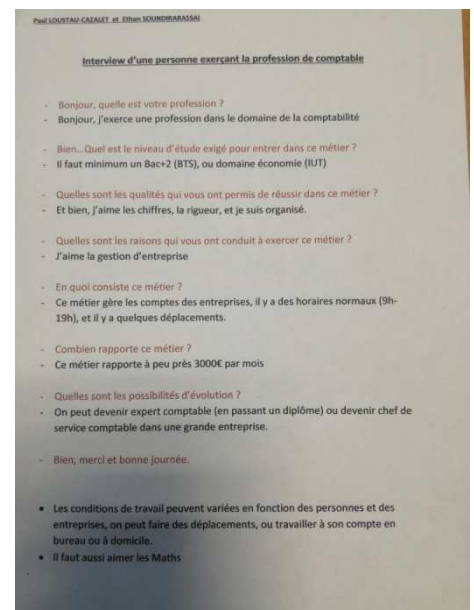 Paul LOUSTAU-CAZALET et Ethan SOUNDIRARASSAI
Interview d'une personne exerçant la profession de comptable
- Bonjour, quelle est votre profession ?
- Bonjour, j'exerce une profession dans le domaine de la comptabilité
- Bien...Quel est le niveau d'étude exigé pour entrer dans ce métier ?
- Il faut minimum un Bac+2 (BTS), ou domaine économie (IUT)
- Quelles sont les qualités qui vous ont permis de réussir dans ce métier ?
- Et bien, j'aime les chiffres, la rigueur, et je suis organisé.
- Quelles sont les raisons qui vous ont conduit à exercer ce métier ?
- J'aime la gestion d'entreprise
- En quoi consiste ce métier ?
- Ce métier gère les comptes des entreprises, il y a des horaires normaux (9h-
19h), et il y a quelques déplacements.
- Combien rapporte ce métier ?
- Ce métier rapporte à peu près 3000€ par mois
- Quelles sont les possibilités d'évolution ?
- On peut devenir expert comptable (en passant un diplôme) ou devenir chef de
service comptable dans une grande entreprise.
- Bien, merci et bonne journée.
• Les conditions de travail peuvent variées en fonction des personnes et des
entreprises, on peut faire des déplacements, ou travailler à son compte en
bureau ou à domicile.
• Il faut aussi aimer les Maths